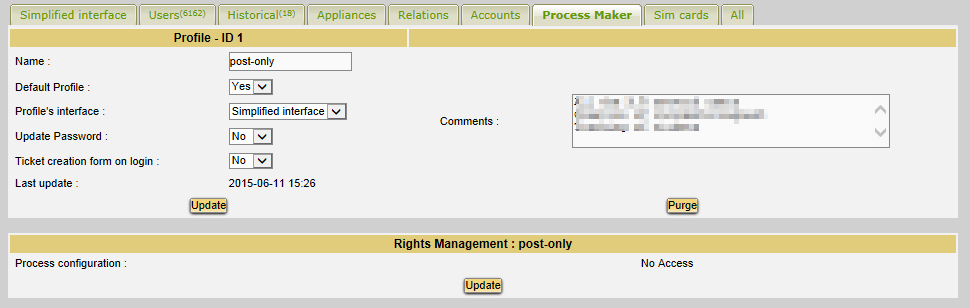 Simplified interface Users(6162) Historical(18) Appliances Relations Accounts Process Maker Sim cards All
Profile - ID 1
Name : post-only
Default Profile : Yes
Profile's interface : Simplified interface
Comments :
Update Password : No
Ticket creation form on login : No
Last update : 2015-06-11 15:26
Update Purge
Rights Management : post-only
Process configuration : No Access
Update